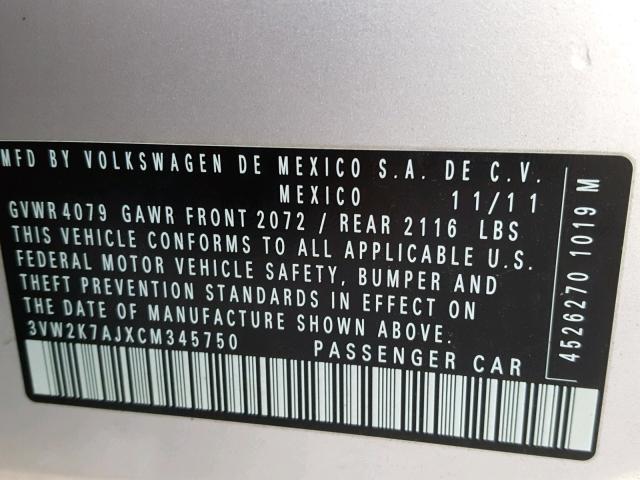 MFD BY VOLKSWAGEN DE MEXICO S.A. DE C.V.
MEXICO 11/11
GVWR 4079 GAWR FRONT 2072 / REAR 2116 LBS
THIS VEHICLE CONFORMS TO ALL APPLICABLE U.S.
FEDERAL MOTOR VEHICLE SAFETY, BUMPER AND
THEFT PREVENTION STANDARDS IN EFFECT ON
THE DATE OF MANUFACTURE SHOWN ABOVE.
3VW2K7AJXCM345750 PASSENGER CAR
4526270 1019 M